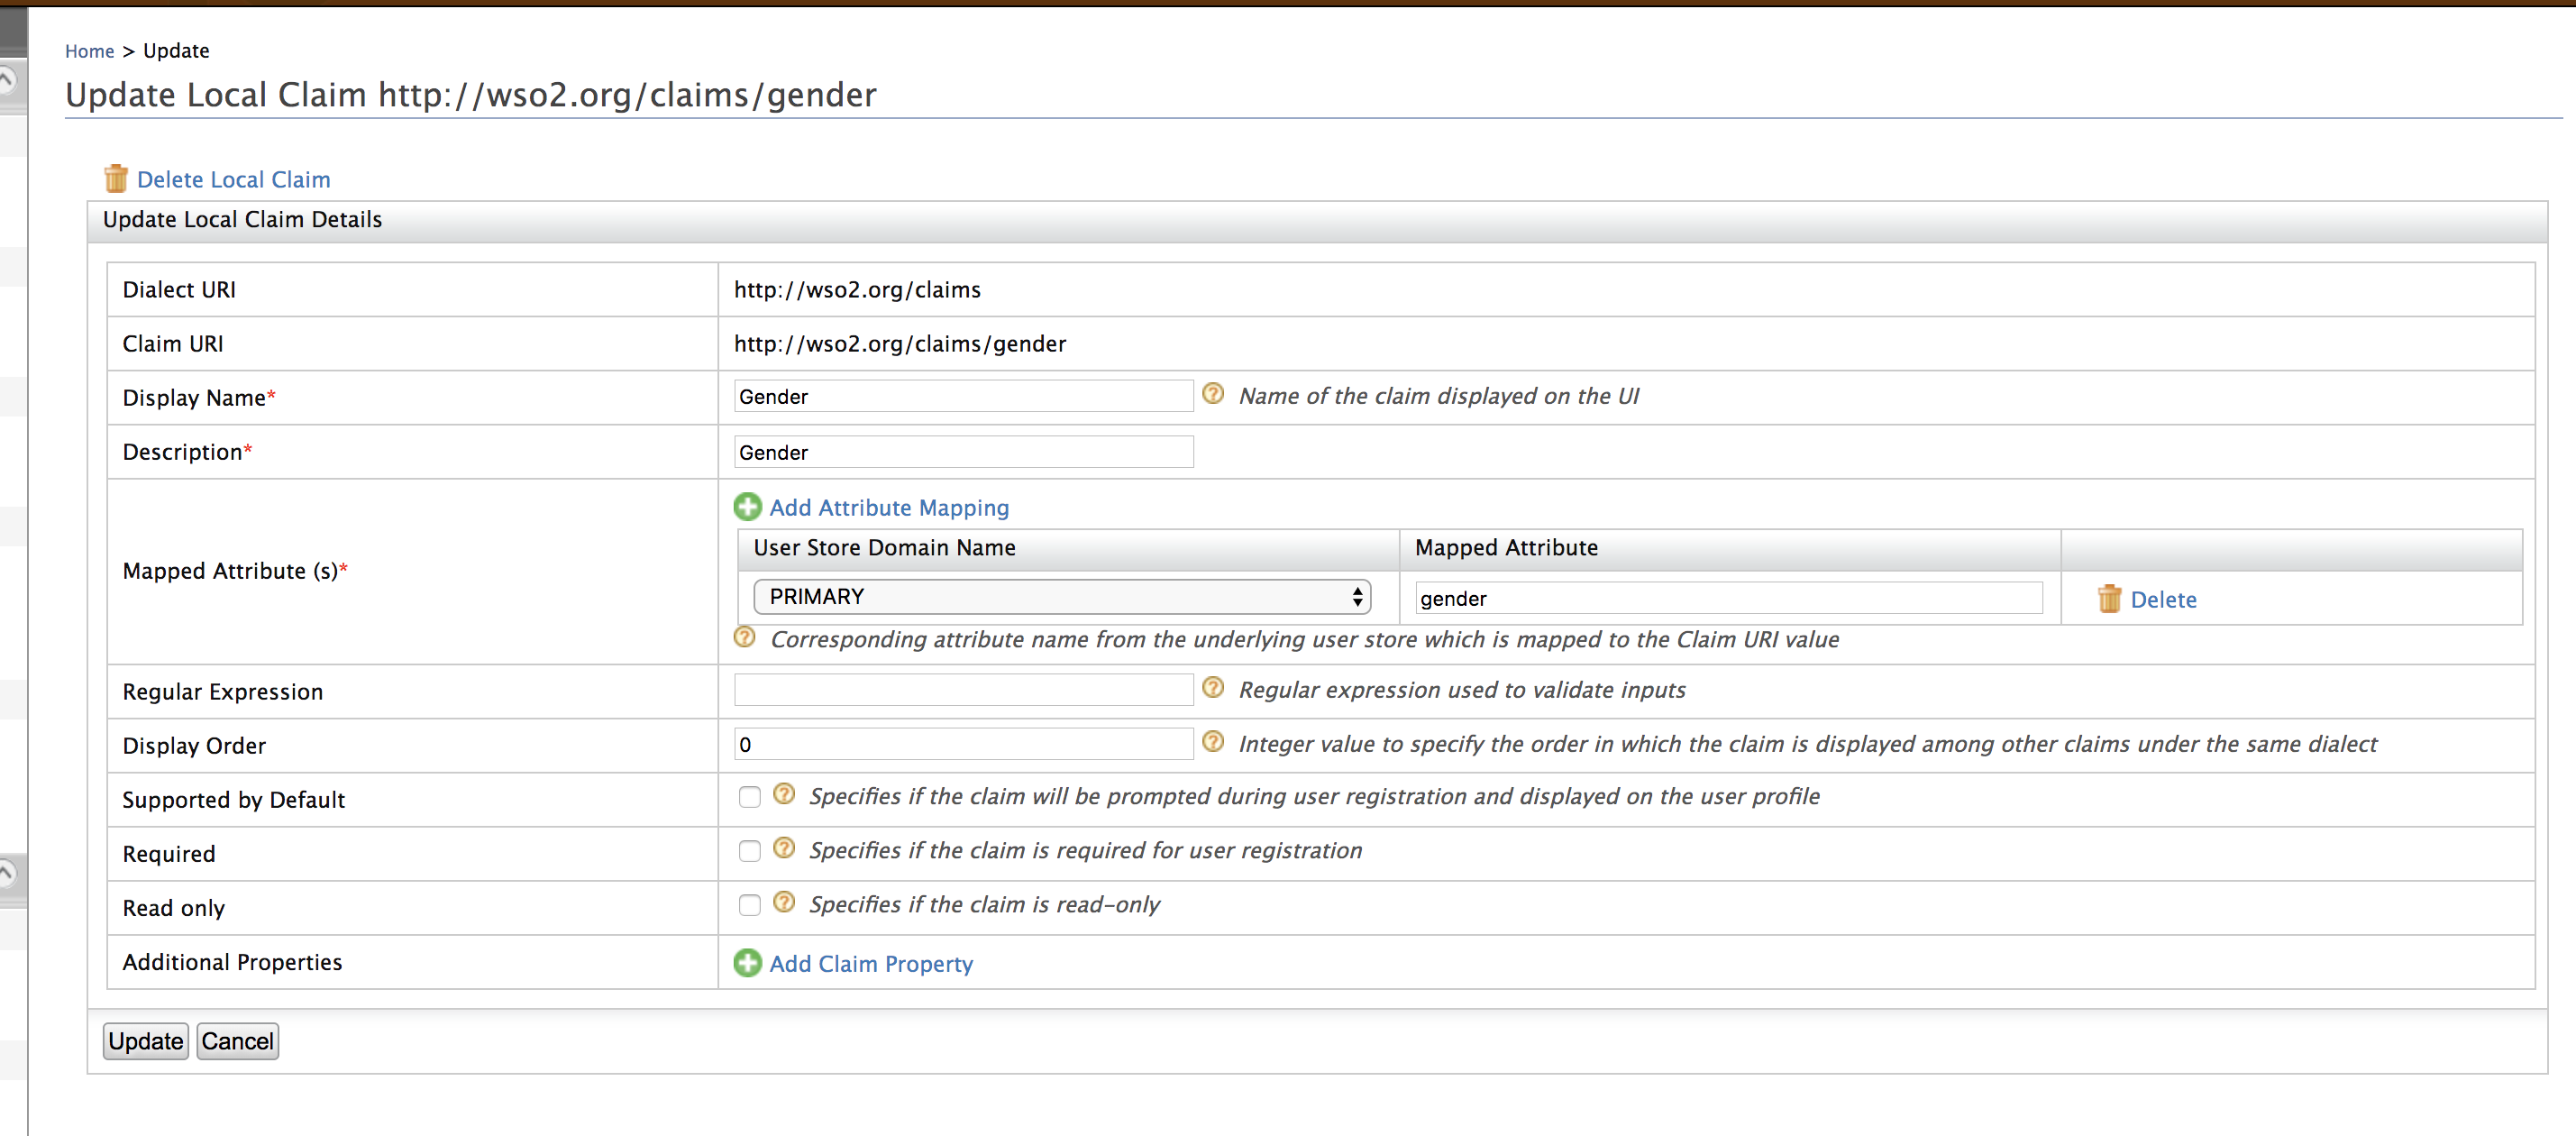 Home > Update
Update Local Claim http://wso2.org/claims/gender
Delete Local Claim
Update Local Claim Details
Dialect URI http://wso2.org/claims
Claim URI http://wso2.org/claims/gender
Display Name* Gender ? Name of the claim displayed on the UI
Description* Gender
Add Attribute Mapping
User Store Domain Name Mapped Attribute
Mapped Attribute (s)*
PRIMARY gender Delete
? Corresponding attribute name from the underlying user store which is mapped to the Claim URI value
Regular Expression ? Regular expression used to validate inputs
Display Order 0 ? Integer value to specify the order in which the claim is displayed among other claims under the same dialect
Supported by Default ? Specifies if the claim will be prompted during user registration and displayed on the user profile
Required ? Specifies if the claim is required for user registration
Read only ? Specifies if the claim is read-only
Additional Properties Add Claim Property
Update Cancel